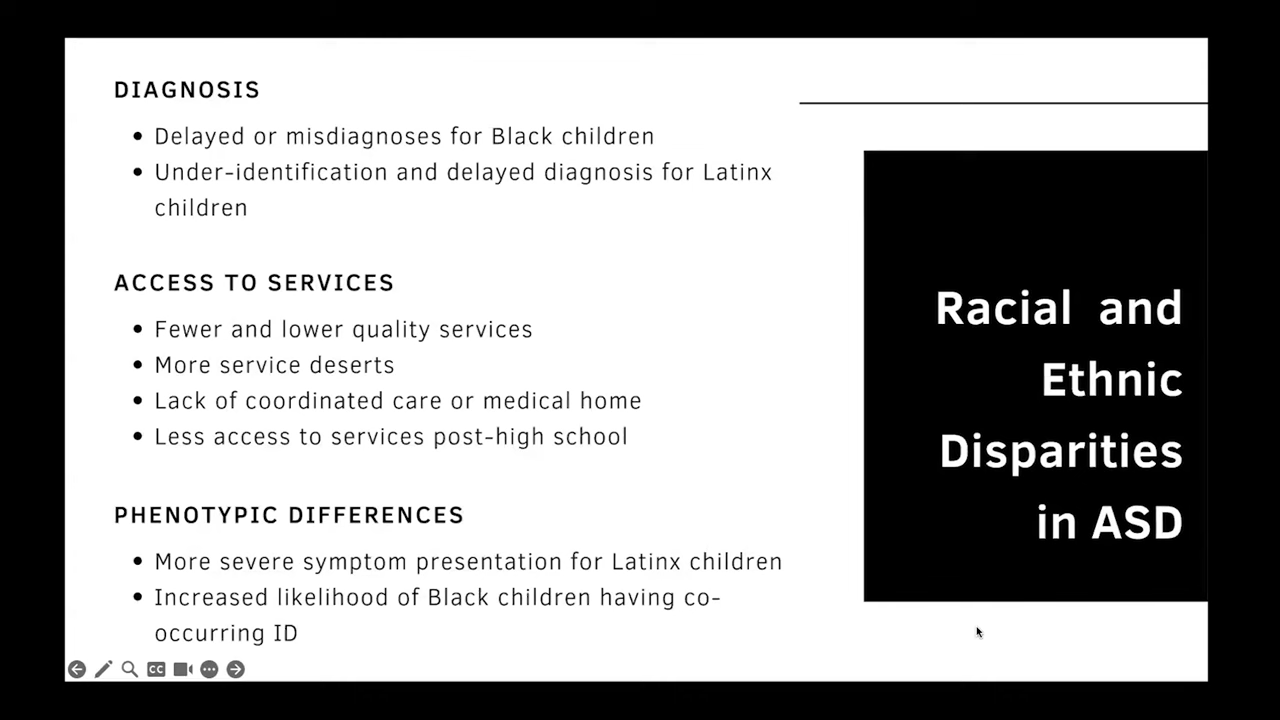 DIAGNOSIS
• Delayed or misdiagnoses for Black children
• Under-identification and delayed diagnosis for Latinx
children
ACCESS TO SERVICES
• Fewer and lower quality services
• More service deserts
• Lack of coordinated care or medical home
• Less access to services post-high school
PHENOTYPIC DIFFERENCES
• More severe symptom presentation for Latinx children
• Increased likelihood of Black children having co-
occurring ID
Racial and
Ethnic
Disparities
in ASD
CC